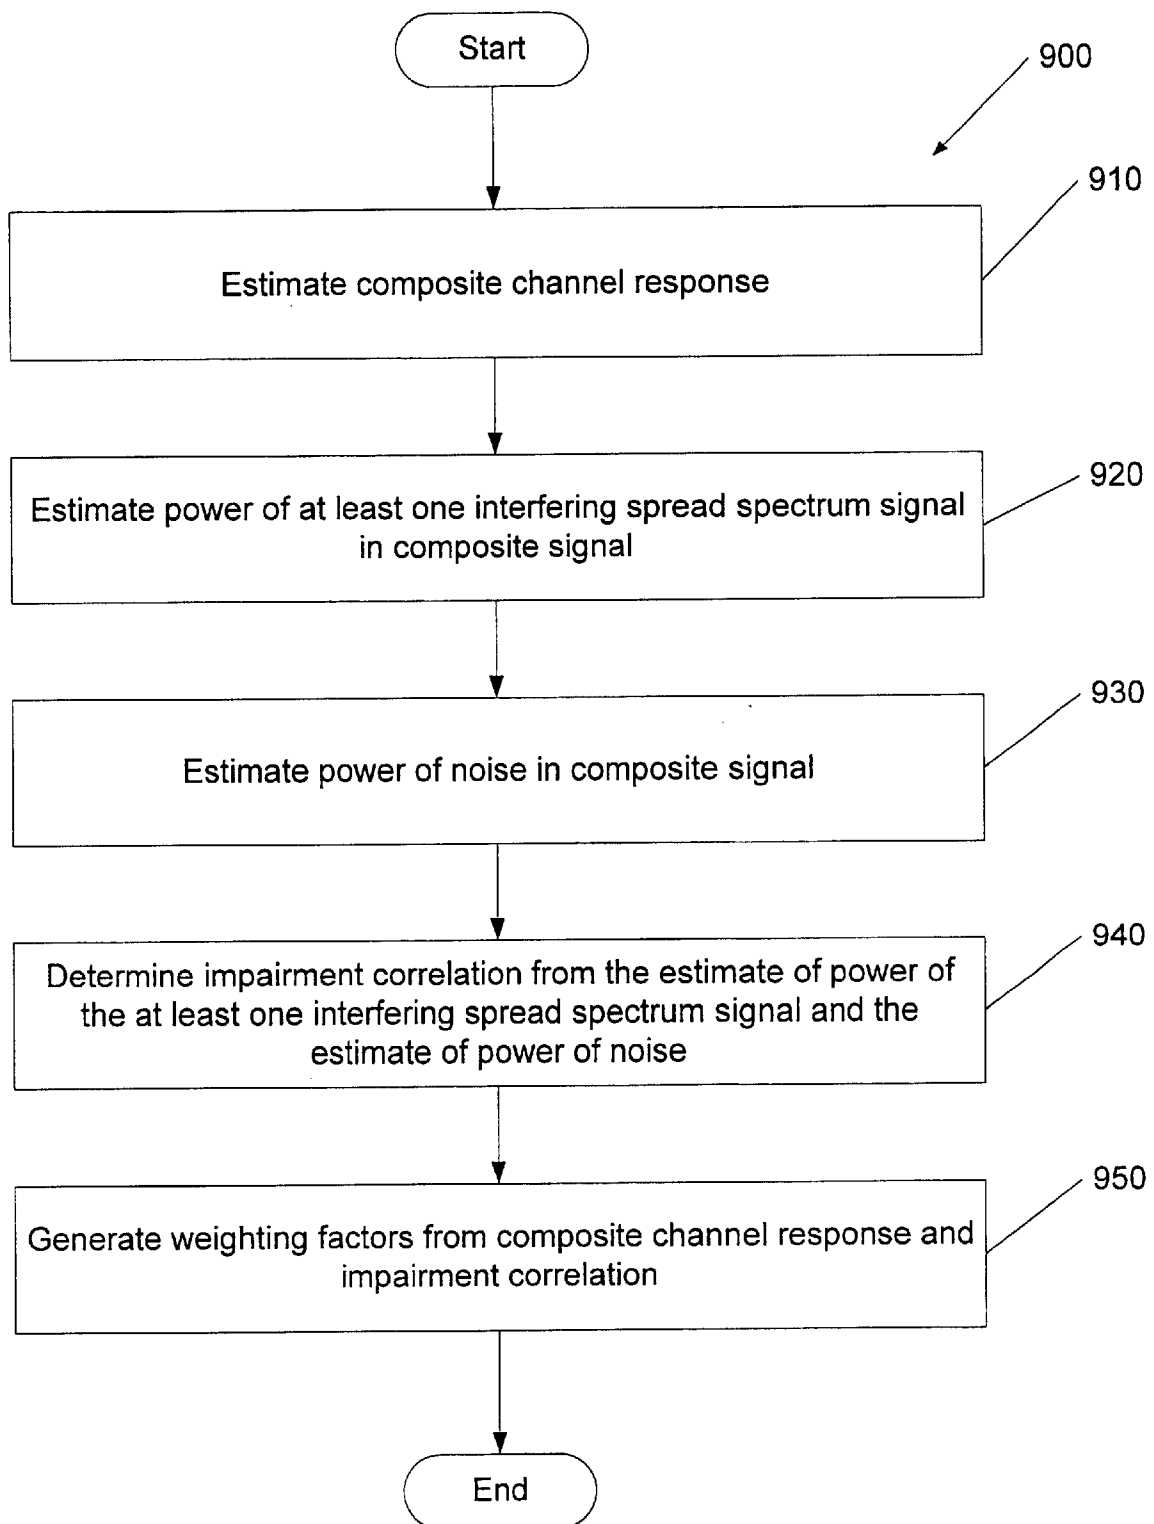 Start
900
910
Estimate composite channel response
920
Estimate power of at least one interfering spread spectrum signal
in composite signal
930
Estimate power of noise in composite signal
940
Determine impairment correlation from the estimate of power of
the at least one interfering spread spectrum signal and the
estimate of power of noise
950
Generate weighting factors from composite channel response and
impairment correlation
End